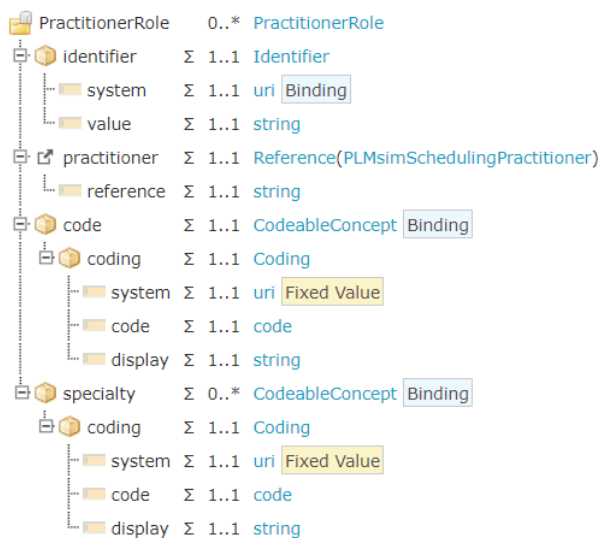 PractitionerRole 0..* PractitionerRole
identifier Σ 1..1 Identifier
system Σ 1..1 uri Binding
value Σ 1..1 string
practitioner Σ 1..1 Reference(PLMsimSchedulingPractitioner)
reference Σ 1..1 string
code Σ 1..1 CodeableConcept Binding
coding Σ 1..1 Coding
system Σ 1..1 uri Fixed Value
code Σ 1..1 code
display Σ 1..1 string
specialty Σ 0..* CodeableConcept Binding
coding Σ 1..1 Coding
system Σ 1..1 uri Fixed Value
code Σ 1..1 code
display Σ 1..1 string